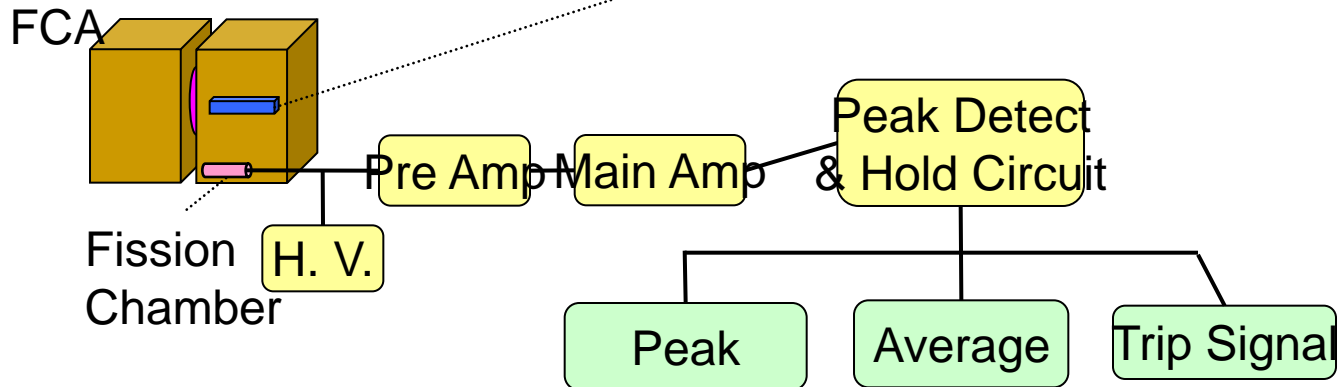 FCA
Peak Detect
& Hold Circuit
Pre Amp
Main Amp
Fission
Chamber
H. V.
Peak
Average
Trip Signal